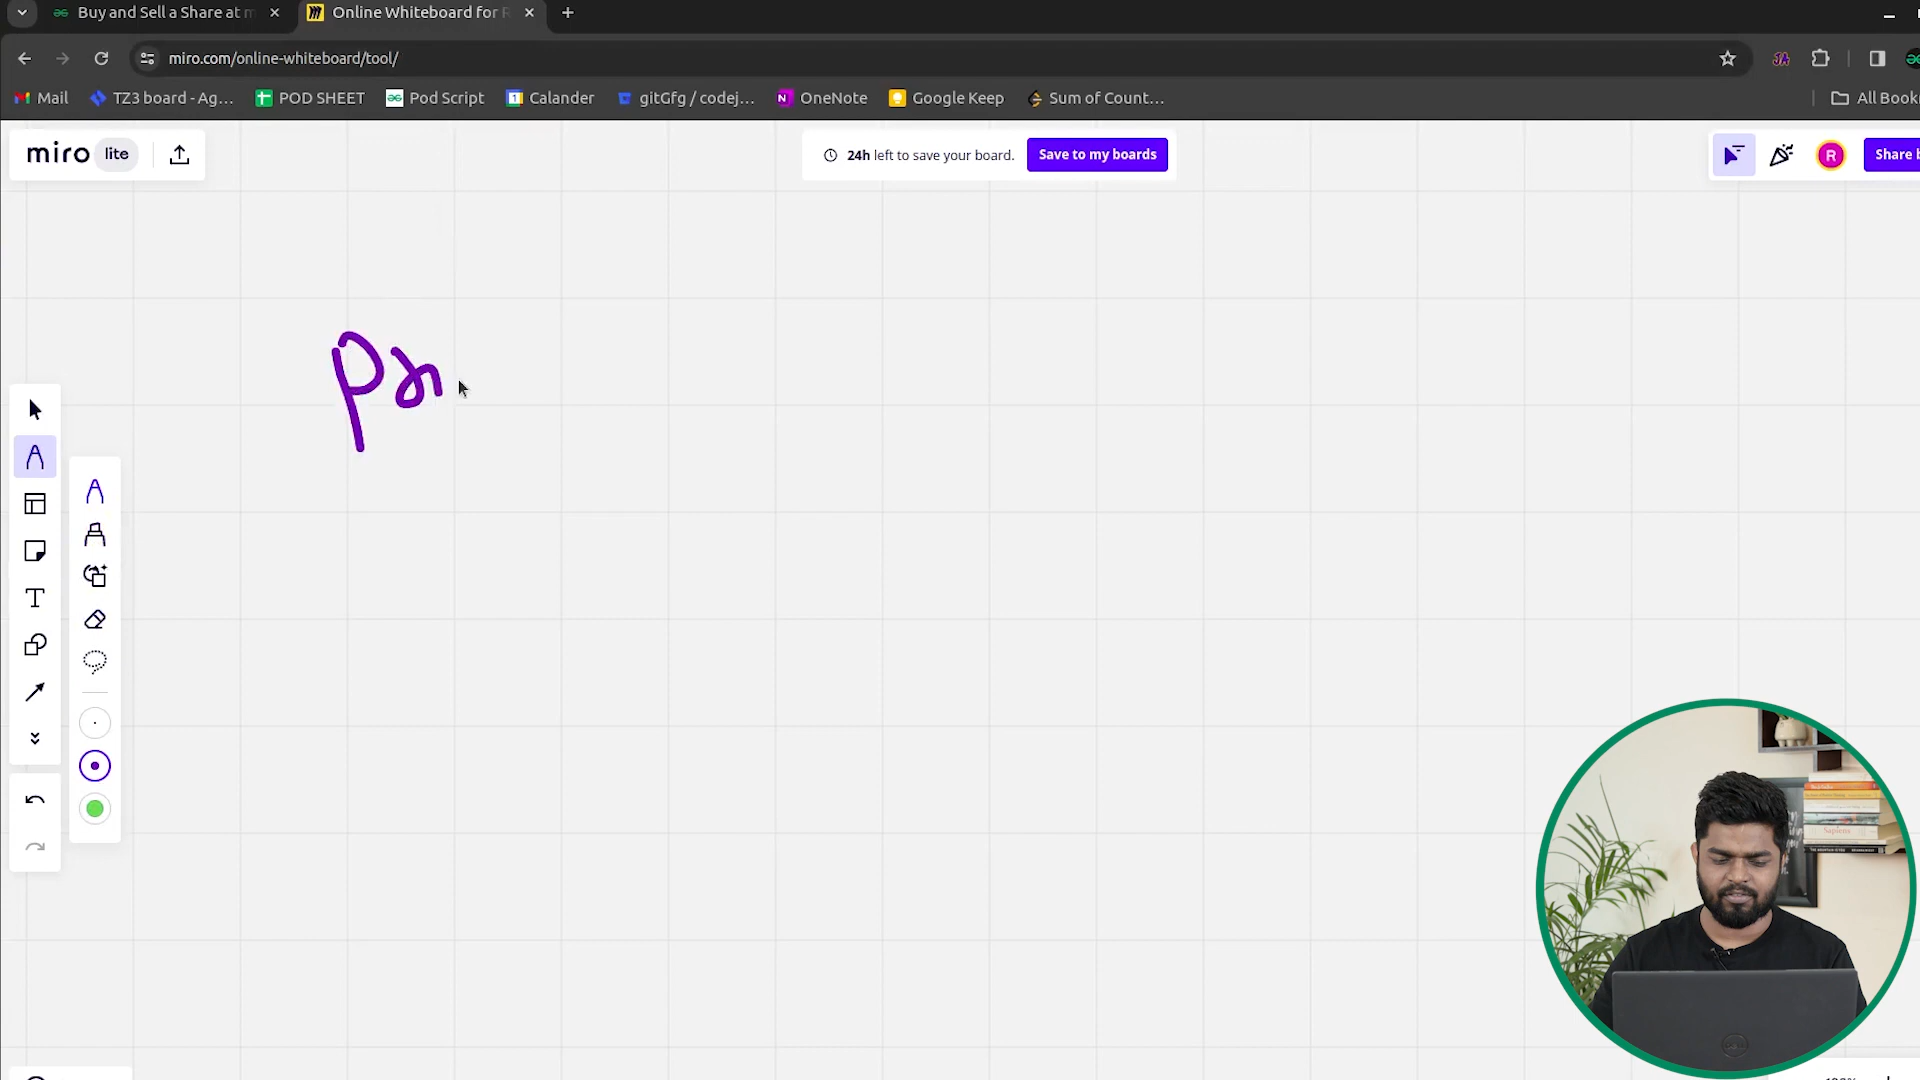 Buy and Sell a Share at m
Online Whiteboard for R
miro.com/online-whiteboard/tool/
Mail
TZ3 board - Ag...
POD SHEET
Pod Script
Calander
gitGfg / codej...
OneNote
Google Keep
Sum of Count...
All Book
miro lite
24h left to save your board.
Save to my boards
R
Share b
Pr